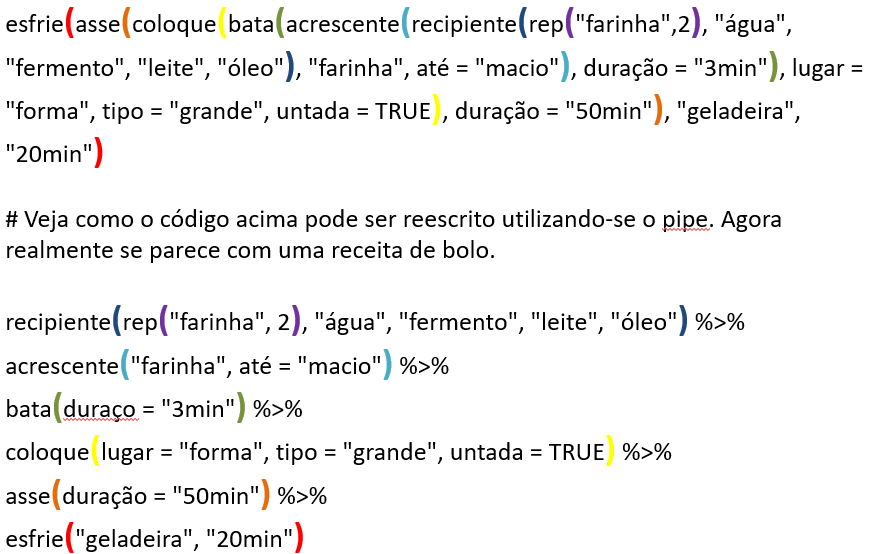 esfrie(asse(coloque(bata(acrescente(recipiente(rep("farinha",2), "água",
"fermento", "leite", "óleo"), "farinha", até = "macio"), duração = "3min"), lugar =
"forma", tipo = "grande", untada = TRUE), duração = "50min"), "geladeira",
"20min")
# Veja como o código acima pode ser reescrito utilizando-se o pipe. Agora
realmente se parece com uma receita de bolo.
recipiente(rep("farinha", 2), "água", "fermento", "leite", "óleo") %>%
acrescente("farinha", até = "macio") %>%
bata(duraço = "3min") %>%
coloque(lugar = "forma", tipo = "grande", untada = TRUE) %>%
asse(duração = "50min") %>%
esfrie("geladeira", "20min")